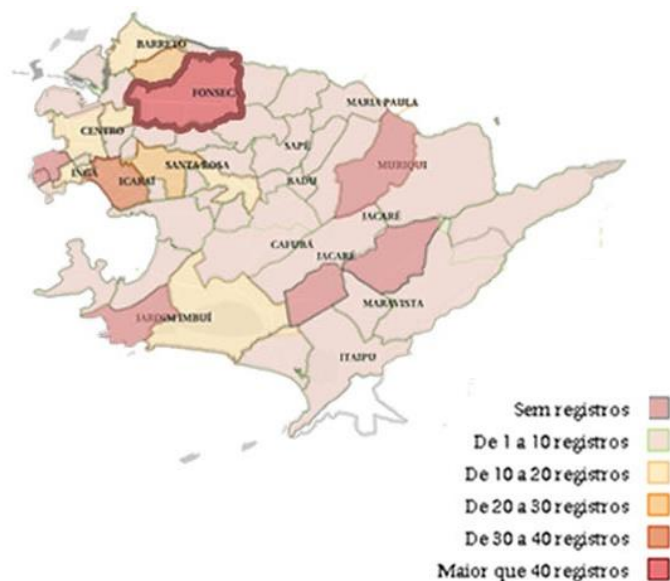 BARRETO
FONSEC
MARIA PAULA
CENTRO
SAPÊ
SANTA ROSA
MURIQUI
INGÁ
ICARAÍ
BADU
JACARÉ
CAFUBÁ
JACARÉ
MARAVISTA
JARDIM IMBUÍ
ITAIPU
Sem registros
De 1 a 10 registros
De 10 a 20 registros
De 20 a 30 registros
De 30 a 40 registros
Maior que 40 registros